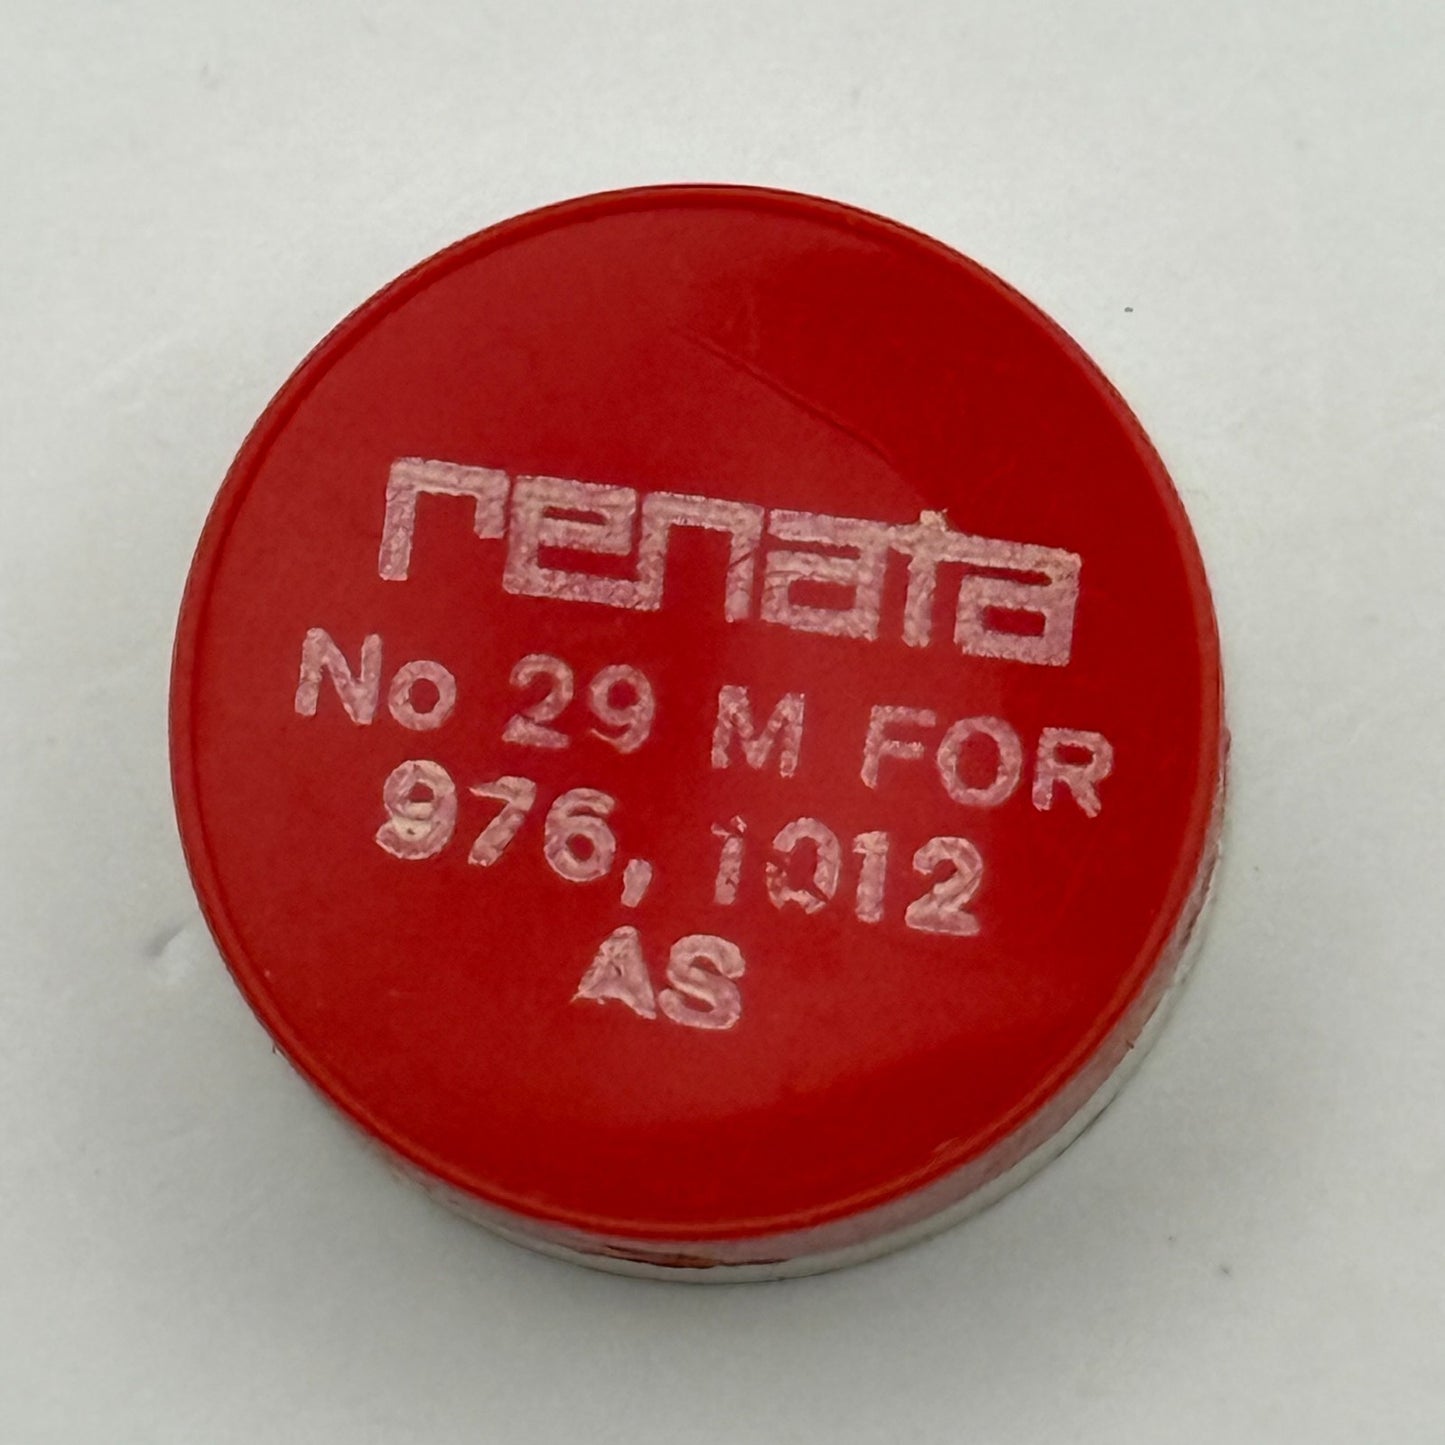 renata
No 29 M FOR
976, 1012
AS